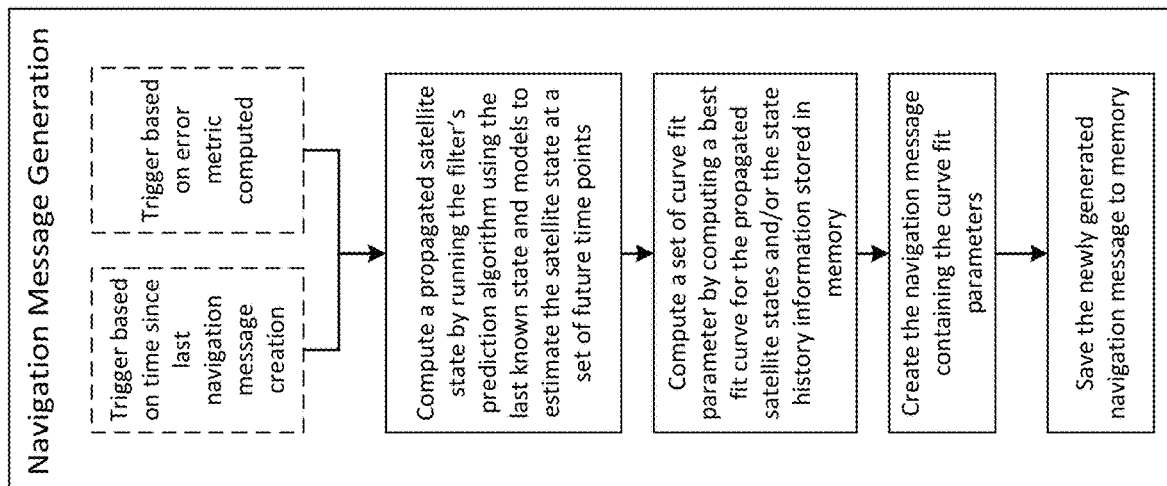 Navigation Message Generation
Trigger based
on time since
last
navigation
message
creation
Trigger based
on error
metric
computed
Compute a propagated satellite
state by running the filter's
prediction algorithm using the
last known state and models to
estimate the satellite state at a
set of future time points
Compute a set of curve fit
parameter by computing a best
fit curve for the propagated
satellite states and/or the state
history information stored in
memory
Create the navigation message
containing the curve fit
parameters
Save the newly generated
navigation message to memory